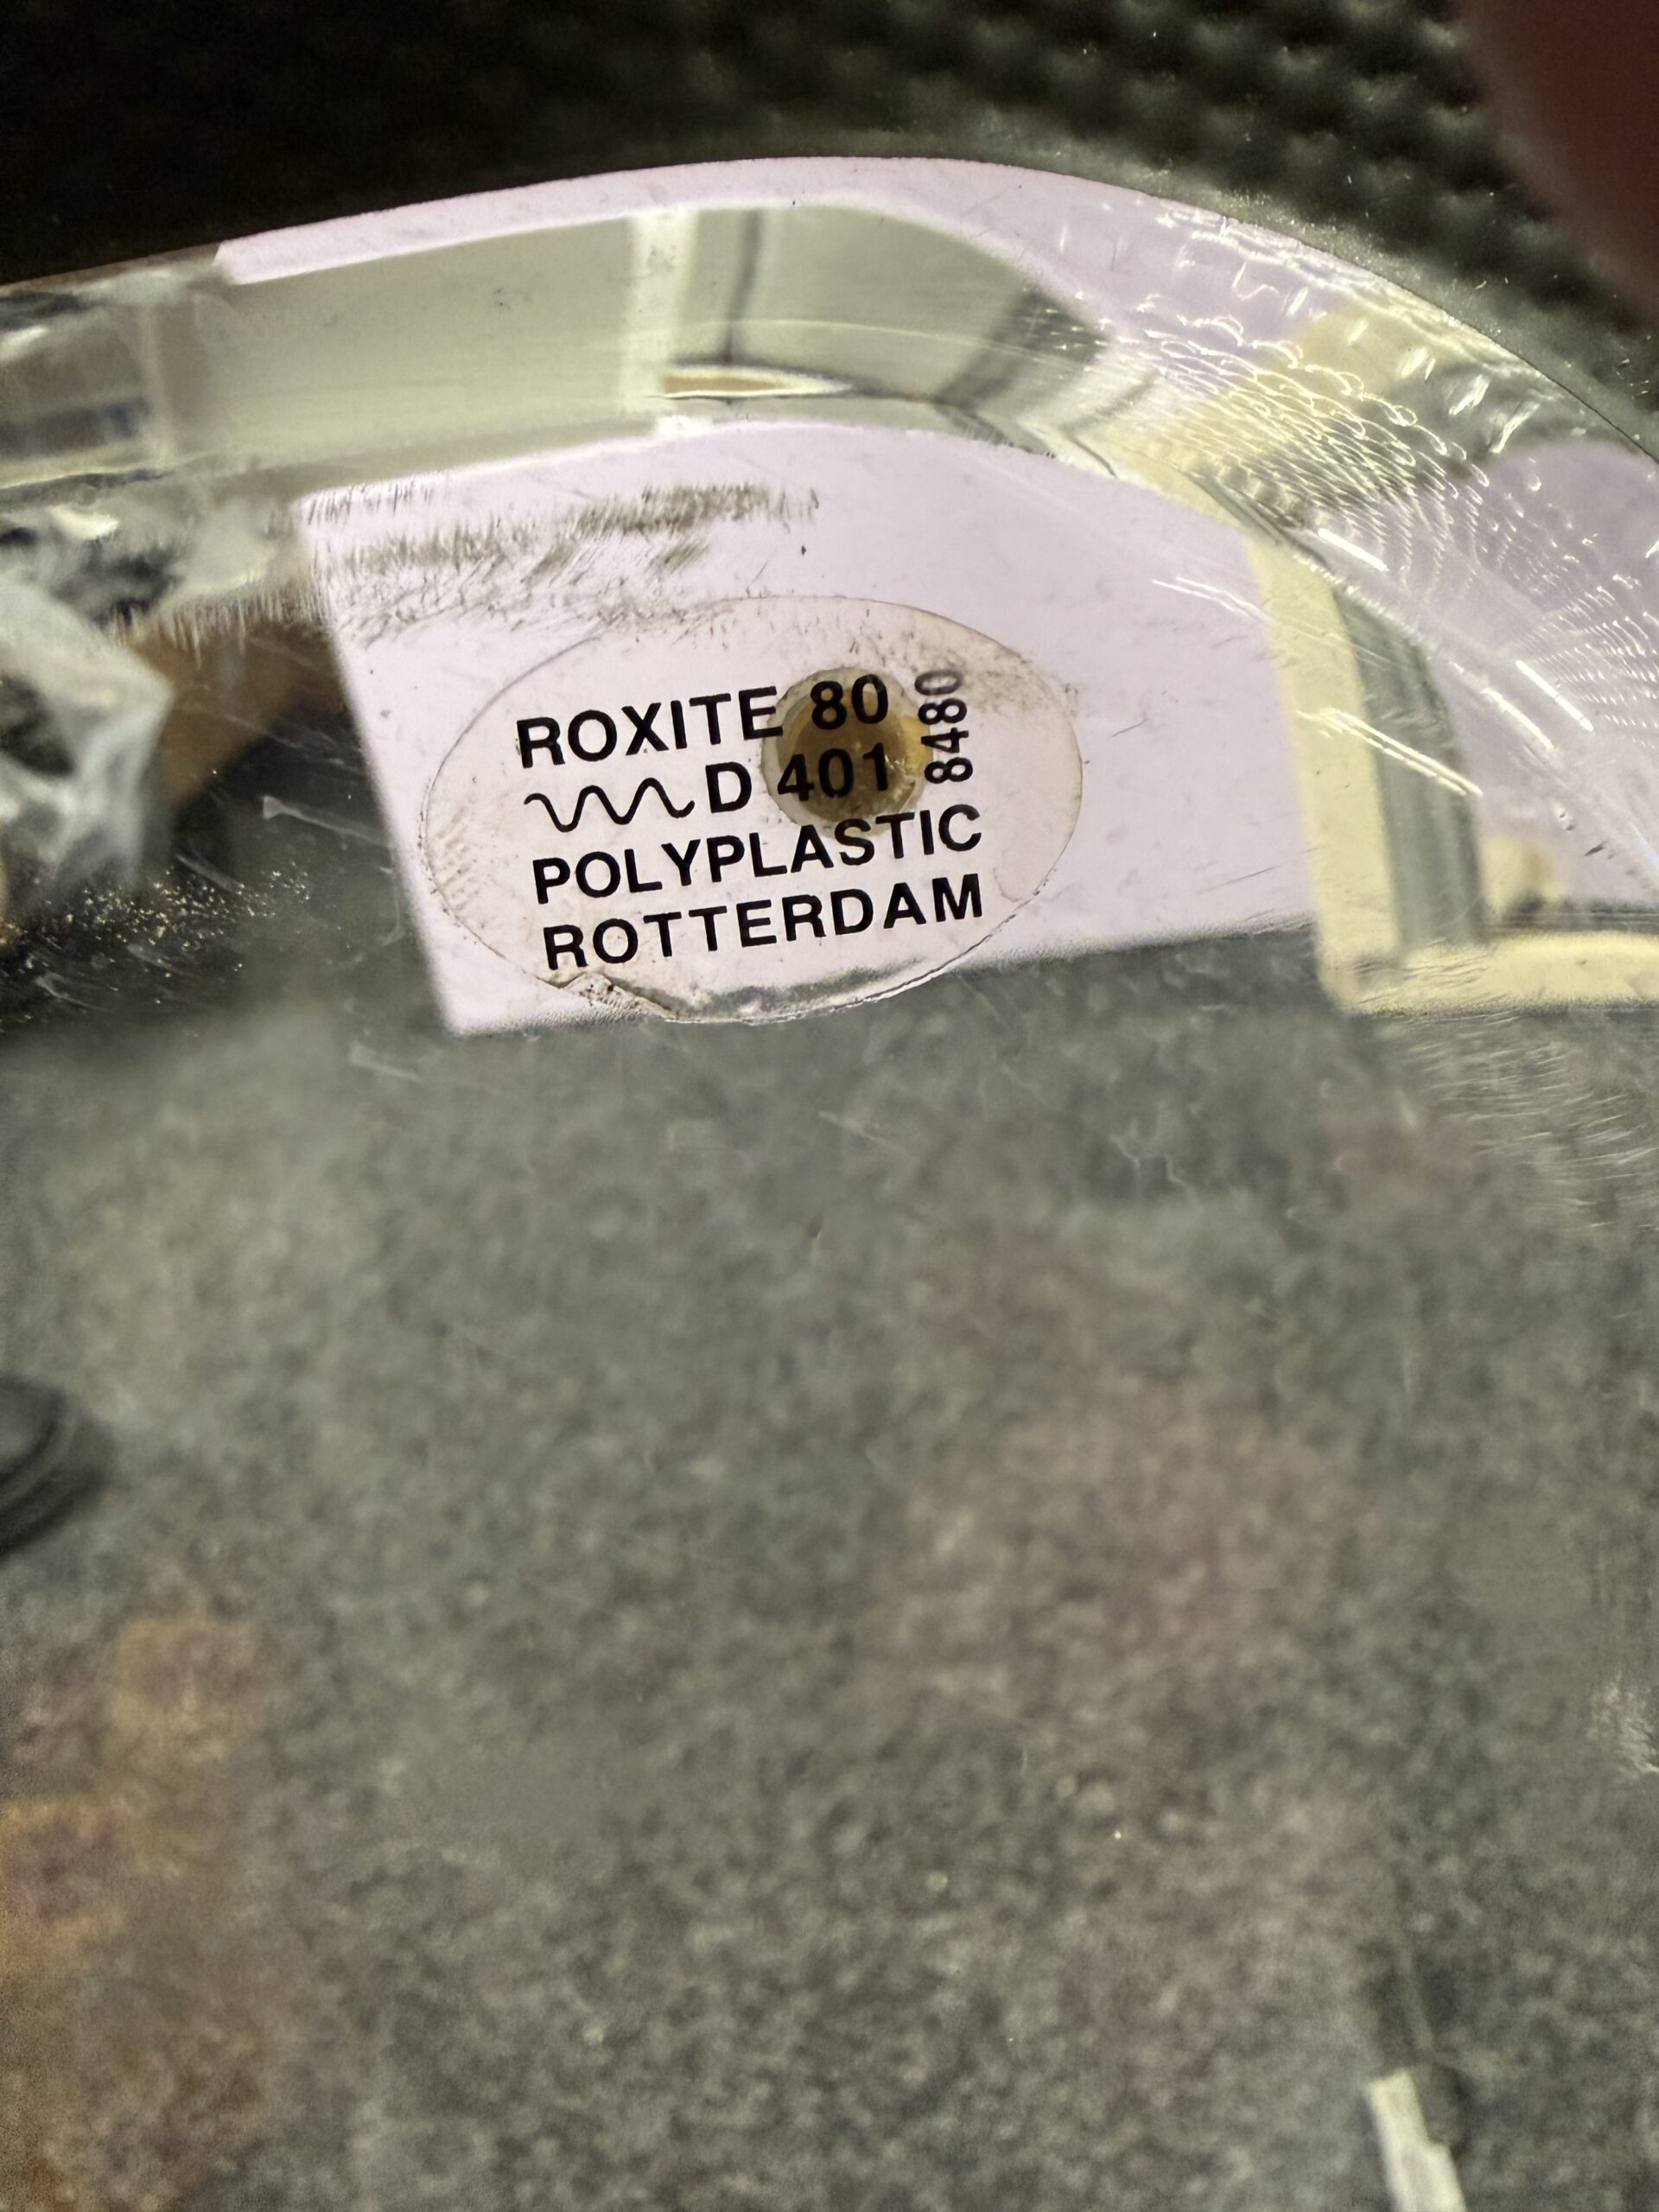 ROXITE 80
D 401
POLYPLASTIC
ROTTERDAM
8480